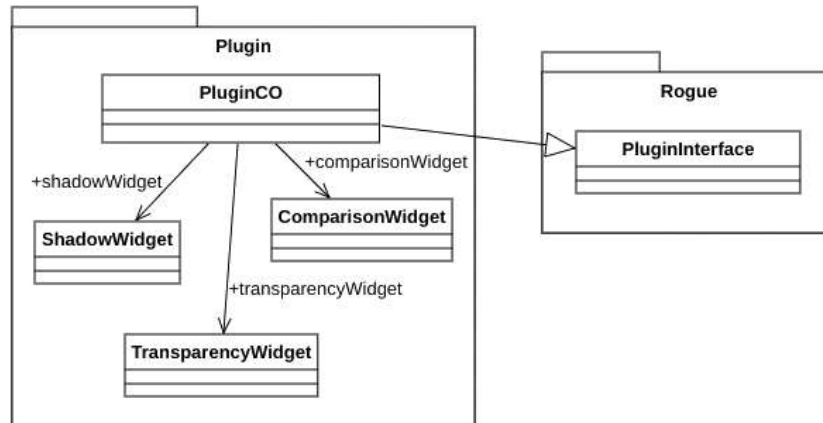 Plugin
PluginCO
+shadowWidget
+comparisonWidget
ShadowWidget
ComparisonWidget
+transparencyWidget
TransparencyWidget
Rogue
PluginInterface